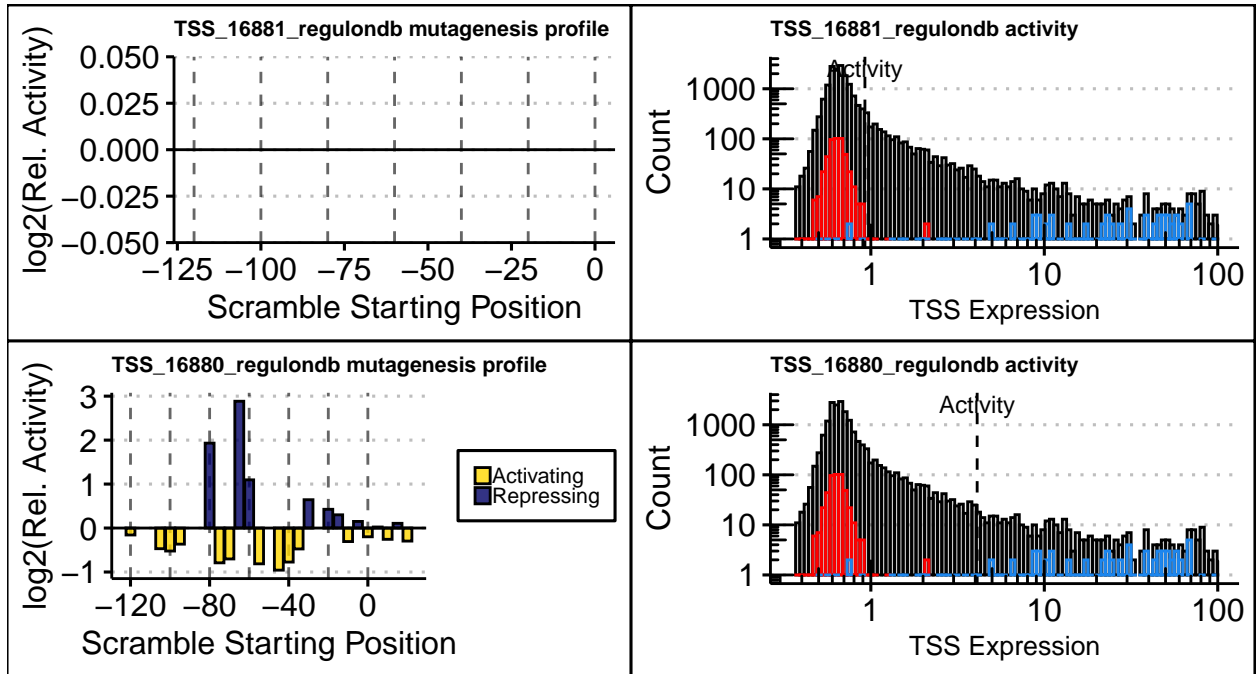 TSS_16881_regulondb mutagenesis profile
log2(Rel. Activity)
0.050
0.025
0.000
−0.025
−0.050
−125 −100 −75 −50 −25 0
Scramble Starting Position
TSS_16881_regulondb activity
Activity
Count
1000
100
10
1
1 10 100
TSS Expression
TSS_16880_regulondb mutagenesis profile
log2(Rel. Activity)
3
2
1
0
−1
−120 −80 −40 0
Scramble Starting Position
Activating
Repressing
TSS_16880_regulondb activity
Activity
Count
1000
100
10
1
1 10 100
TSS Expression